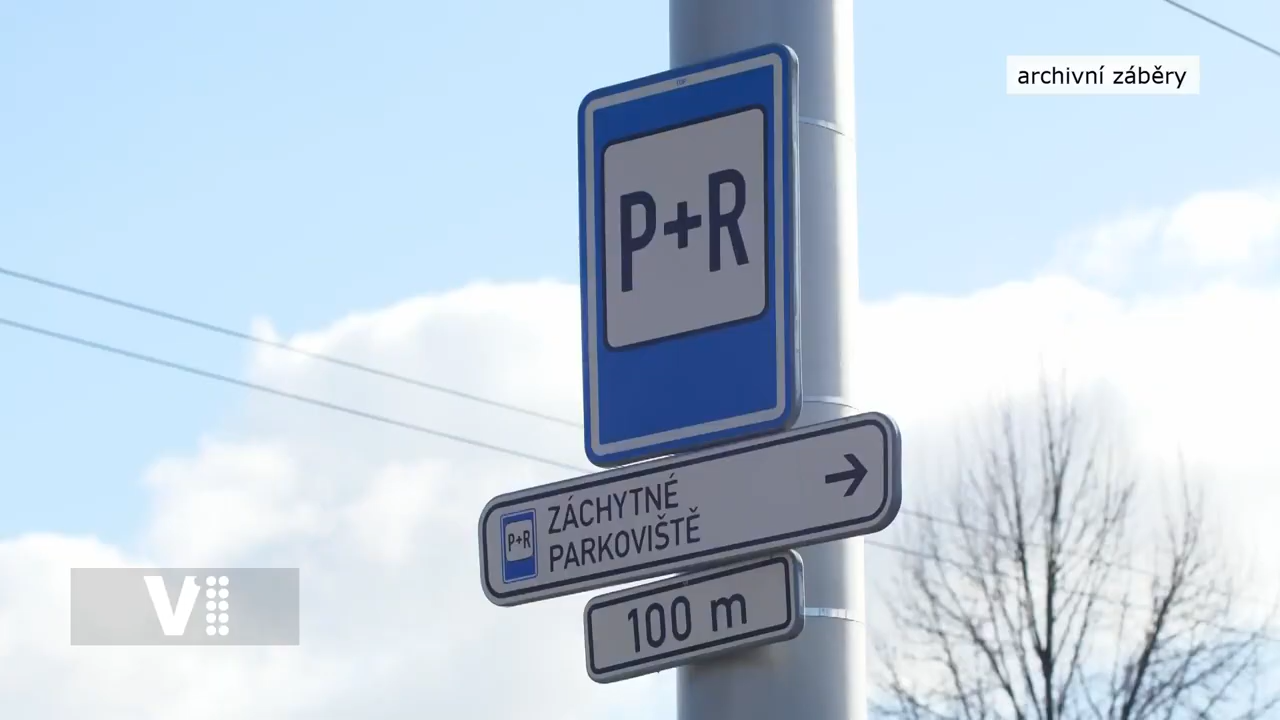 archivní záběry
P+R
P+R
ZÁCHYTNÉ
PARKOVIŠTĚ
100 m
V